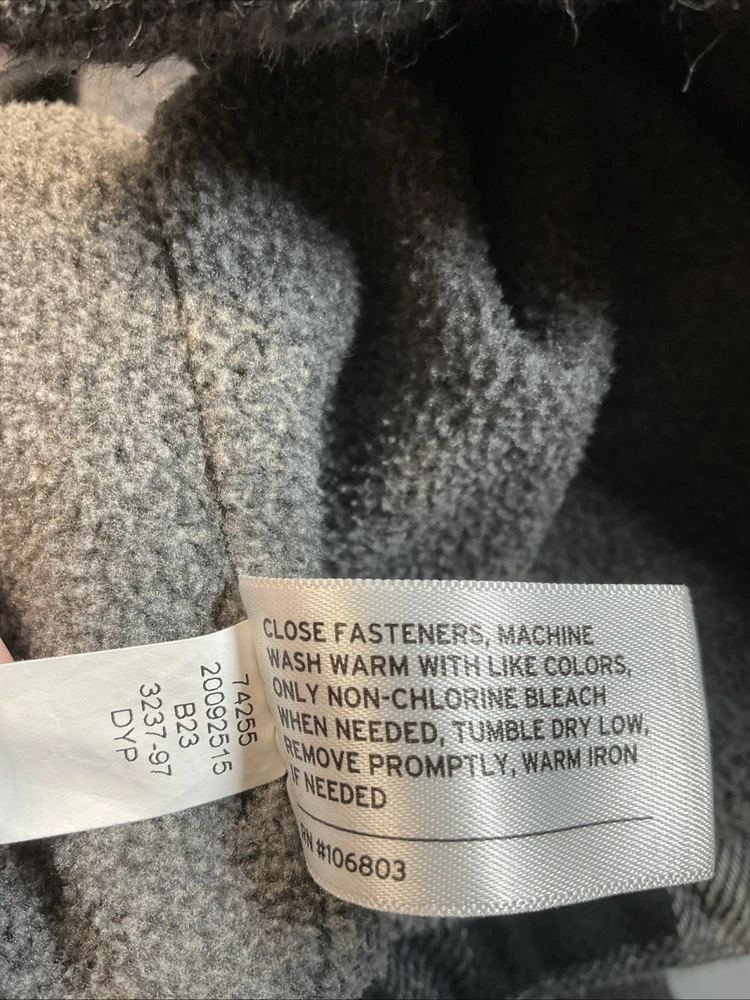 CLOSE FASTENERS, MACHINE
WASH WARM WITH LIKE COLORS,
ONLY NON-CHLORINE BLEACH
WHEN NEEDED, TUMBLE DRY LOW,
REMOVE PROMPTLY, WARM IRON
IF NEEDED
RN #106803
74255
20092515
B23
3237-97
DYP